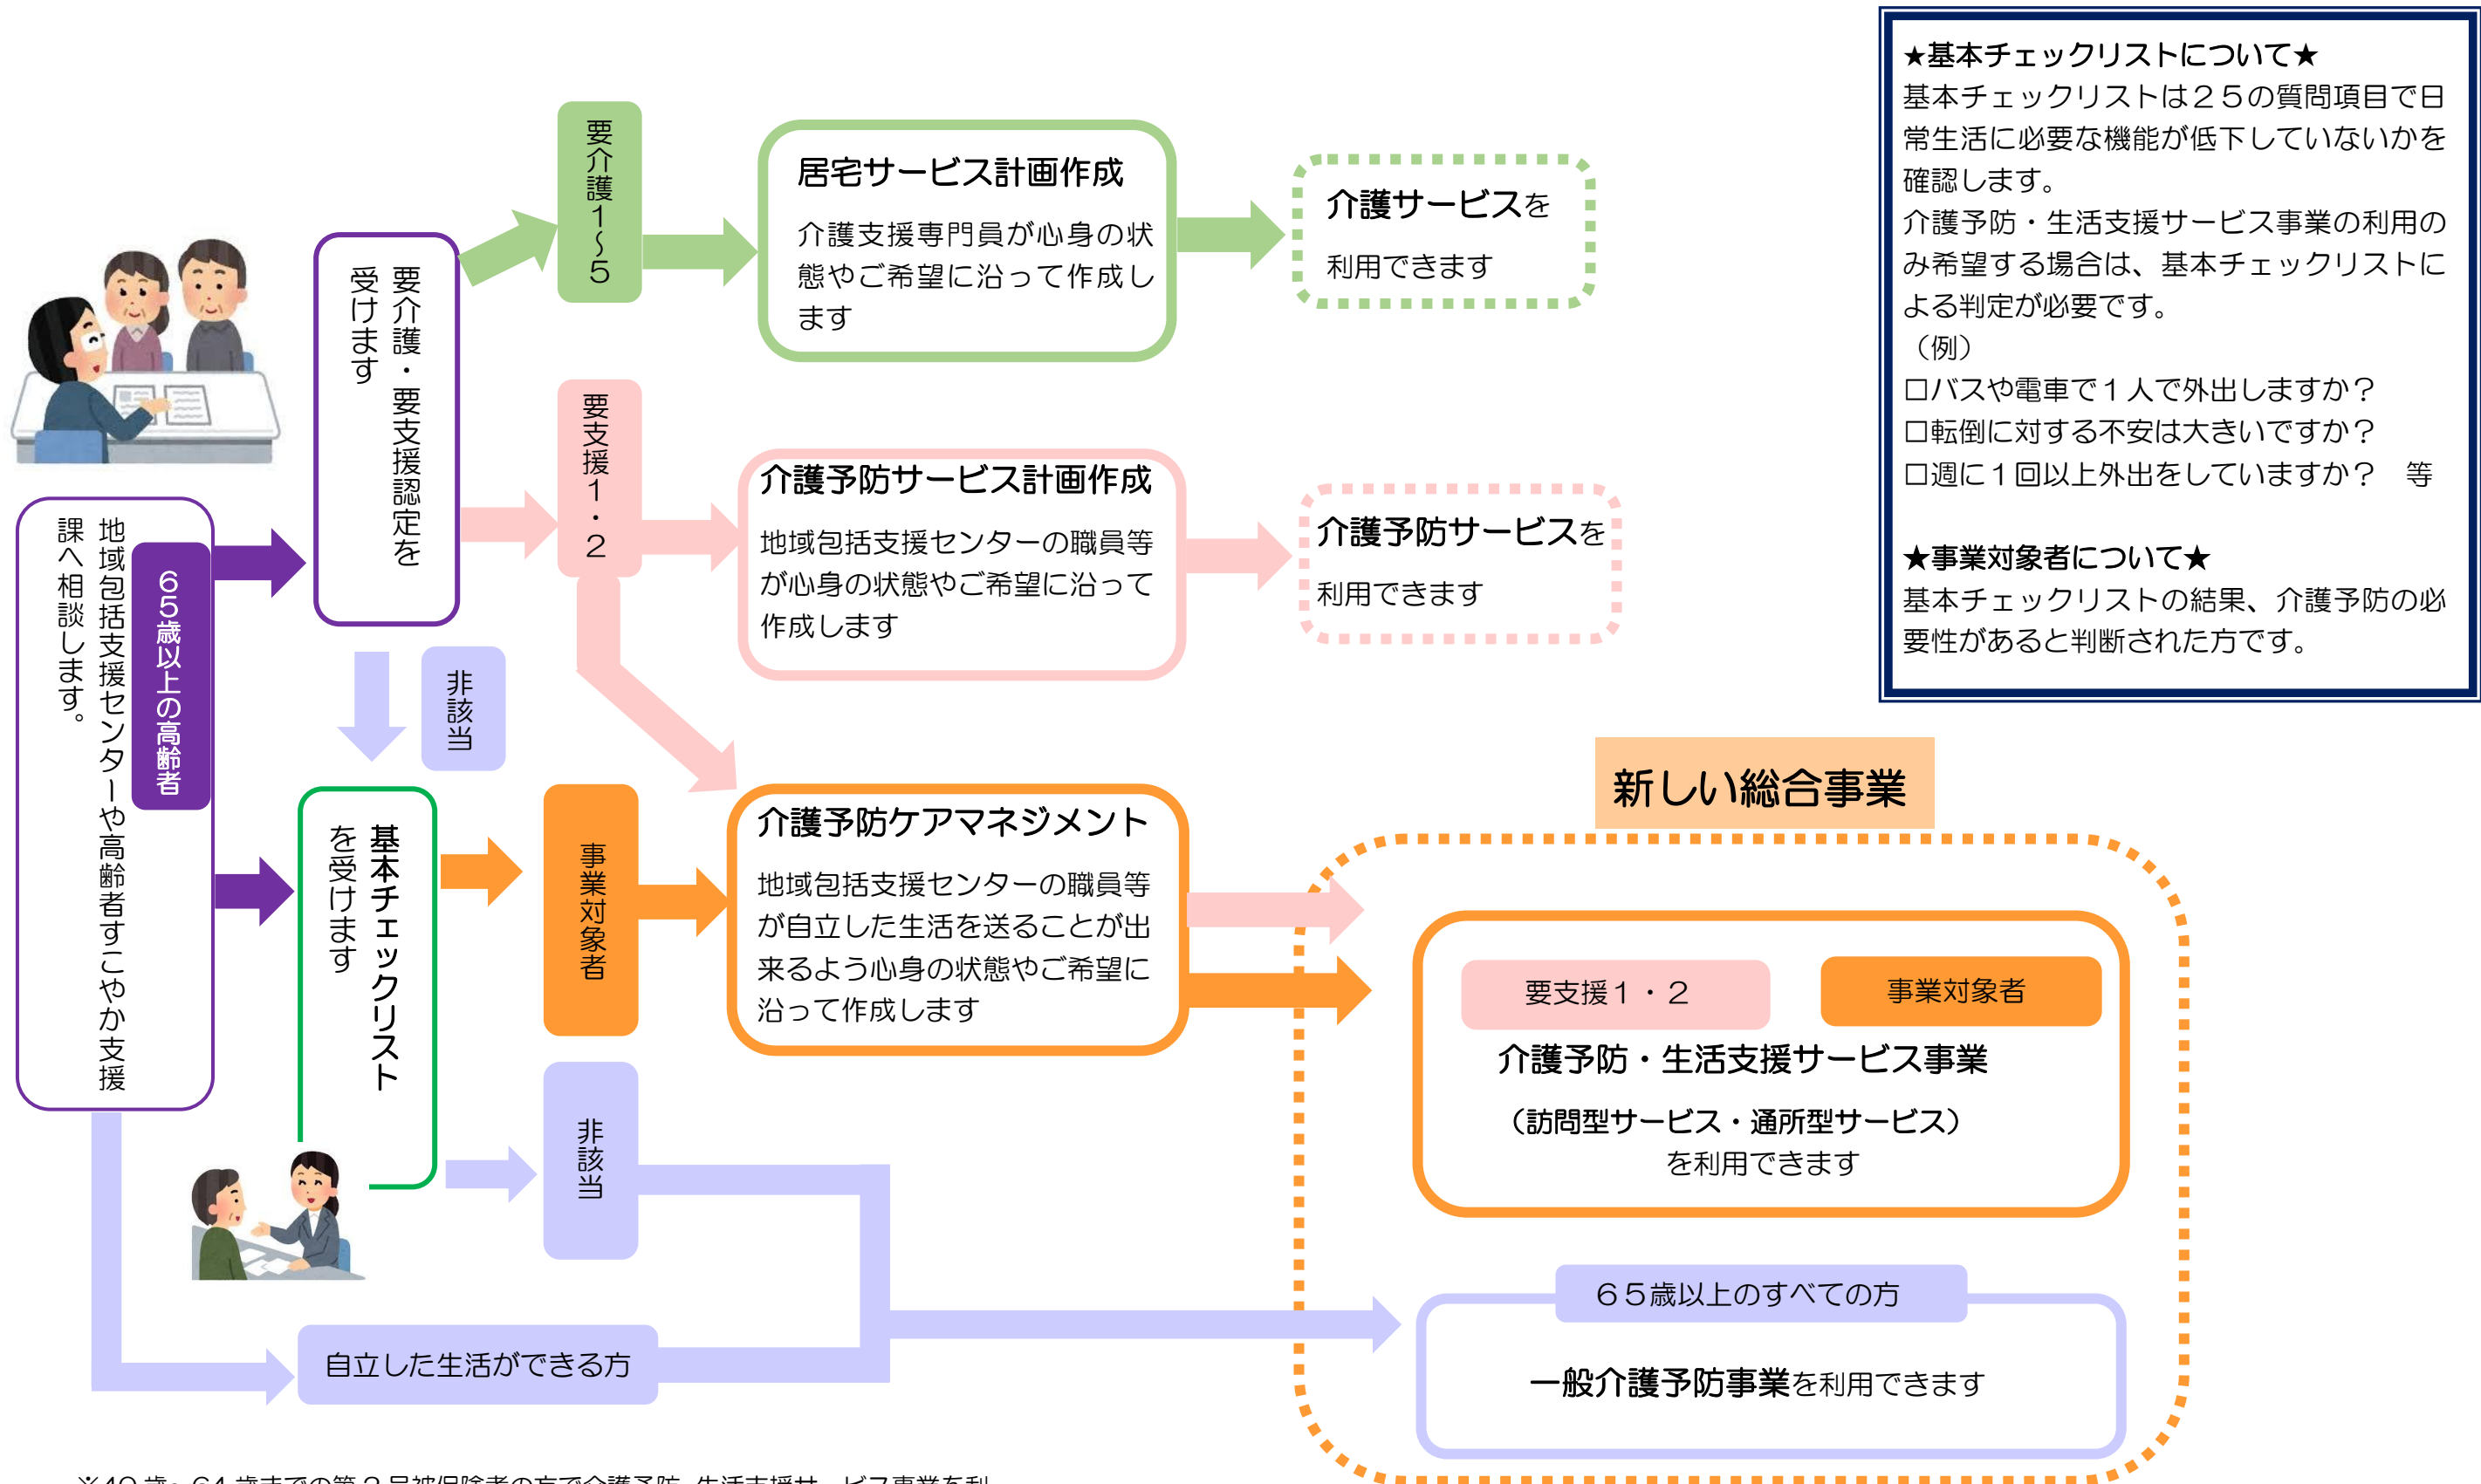 地域包括支援センターや高齢者すこやか支援
課へ相談します。
６５歳以上の高齢者
要介護・要支援認定を
受けます
要介護１～５
居宅サービス計画作成
介護支援専門員が心身の状
態やご希望に沿って作成し
ます
介護サービスを
利用できます
要支援１・２
介護予防サービス計画作成
地域包括支援センターの職員等
が心身の状態やご希望に沿って
作成します
介護予防サービスを
利用できます
非該当
基本チェックリスト
を受けます
事業対象者
介護予防ケアマネジメント
地域包括支援センターの職員等
が自立した生活を送ることが出
来るよう心身の状態やご希望に
沿って作成します
非該当
自立した生活ができる方
★基本チェックリストについて★
基本チェックリストは２５の質問項目で日
常生活に必要な機能が低下していないかを
確認します。
介護予防・生活支援サービス事業の利用の
み希望する場合は、基本チェックリストに
よる判定が必要です。
（例）
□バスや電車で１人で外出しますか？
□転倒に対する不安は大きいですか？
□週に１回以上外出をしていますか？　等
★事業対象者について★
基本チェックリストの結果、介護予防の必
要性があると判断された方です。
新しい総合事業
要支援１・２
事業対象者
介護予防・生活支援サービス事業
（訪問型サービス・通所型サービス）
を利用できます
６５歳以上のすべての方
一般介護予防事業を利用できます